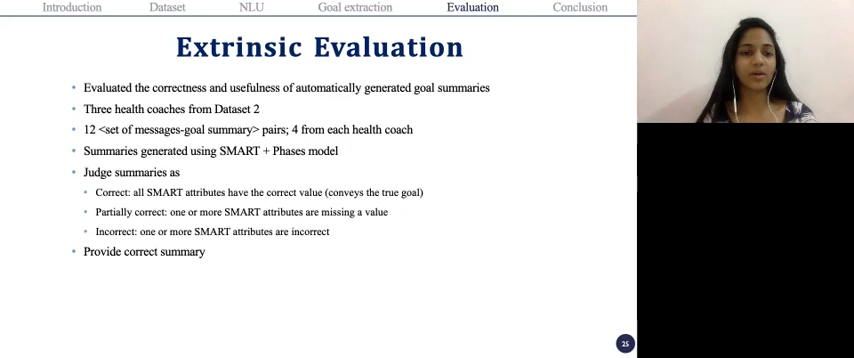 Introduction Dataset NLU Goal extraction Evaluation Conclusion
Extrinsic Evaluation
• Evaluated the correctness and usefulness of automatically generated goal summaries
• Three health coaches from Dataset 2
• 12 <set of messages-goal summary> pairs; 4 from each health coach
• Summaries generated using SMART + Phases model
• Judge summaries as
• Correct: all SMART attributes have the correct value (conveys the true goal)
• Partially correct: one or more SMART attributes are missing a value
• Incorrect: one or more SMART attributes are incorrect
• Provide correct summary
25